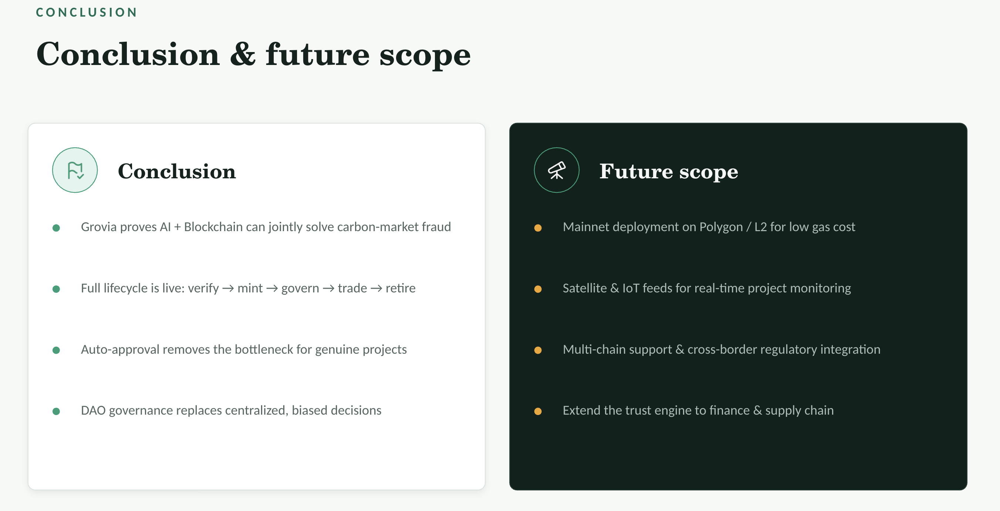 CONCLUSION
Conclusion & future scope
Conclusion
Grovia proves AI + Blockchain can jointly solve carbon-market fraud
Full lifecycle is live: verify → mint → govern → trade → retire
Auto-approval removes the bottleneck for genuine projects
DAO governance replaces centralized, biased decisions
Future scope
Mainnet deployment on Polygon / L2 for low gas cost
Satellite & IoT feeds for real-time project monitoring
Multi-chain support & cross-border regulatory integration
Extend the trust engine to finance & supply chain